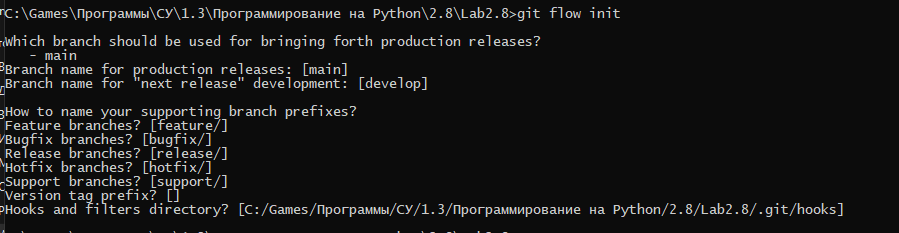 C:\Games\Программы\СУ\1.3\Программирование на Python\2.8\Lab2.8>git flow init
Which branch should be used for bringing forth production releases?
- main
Branch name for production releases: [main]
Branch name for "next release" development: [develop]
How to name your supporting branch prefixes?
Feature branches? [feature/]
Bugfix branches? [bugfix/]
Release branches? [release/]
Hotfix branches? [hotfix/]
Support branches? [support/]
Version tag prefix? []
Hooks and filters directory? [C:/Games/Программы/СУ/1.3/Программирование на Python/2.8/Lab2.8/.git/hooks]